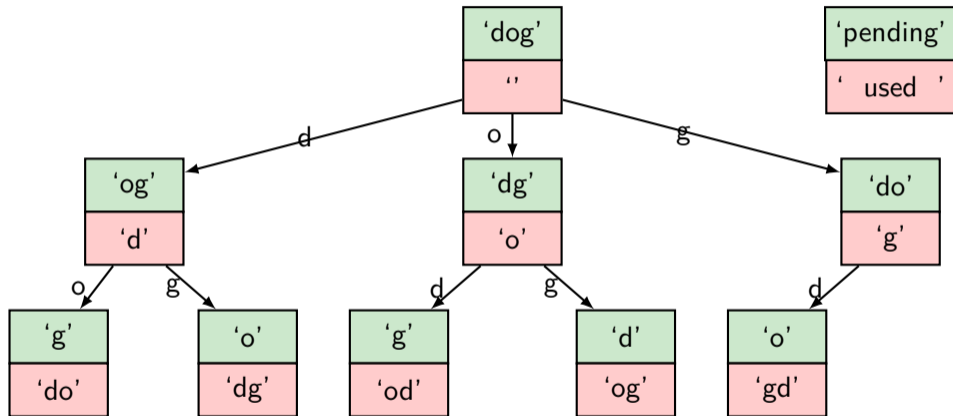 ‘dog’
‘’
‘pending’
‘ used ’
d
o
g
‘og’
‘d’
‘dg’
‘o’
‘do’
‘g’
o
g
d
g
d
‘g’
‘do’
‘o’
‘dg’
‘g’
‘od’
‘d’
‘og’
‘o’
‘gd’